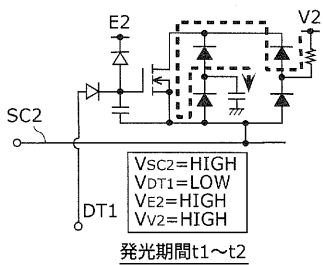 E2
V2
SC2
VSC2=HIGH
VDT1=LOW
VE2=HIGH
VV2=HIGH
DT1
発光期間t1～t2